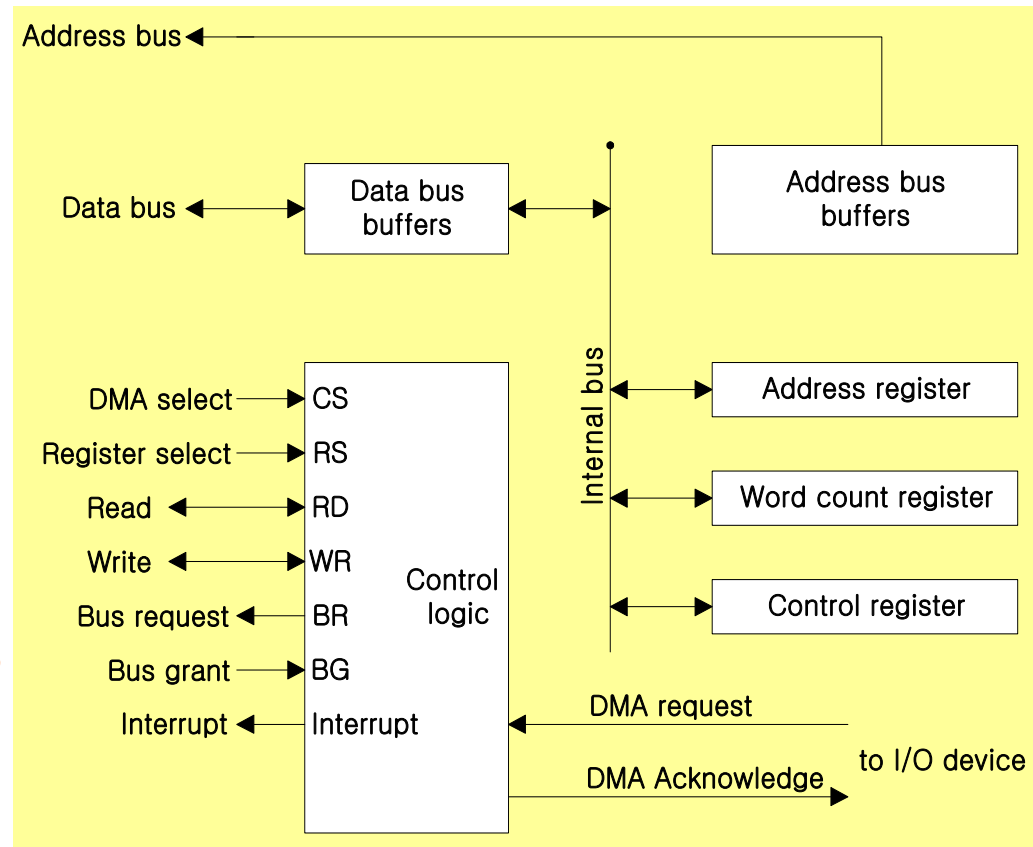 Address bus
Data bus
Data bus
buffers
Address bus
buffers
Internal bus
DMA select
CS
Register select
RS
Read
RD
Write
WR
Bus request
BR
Bus grant
BG
Interrupt
Interrupt
Control
logic
Address register
Word count register
Control register
DMA request
DMA Acknowledge
to I/O device